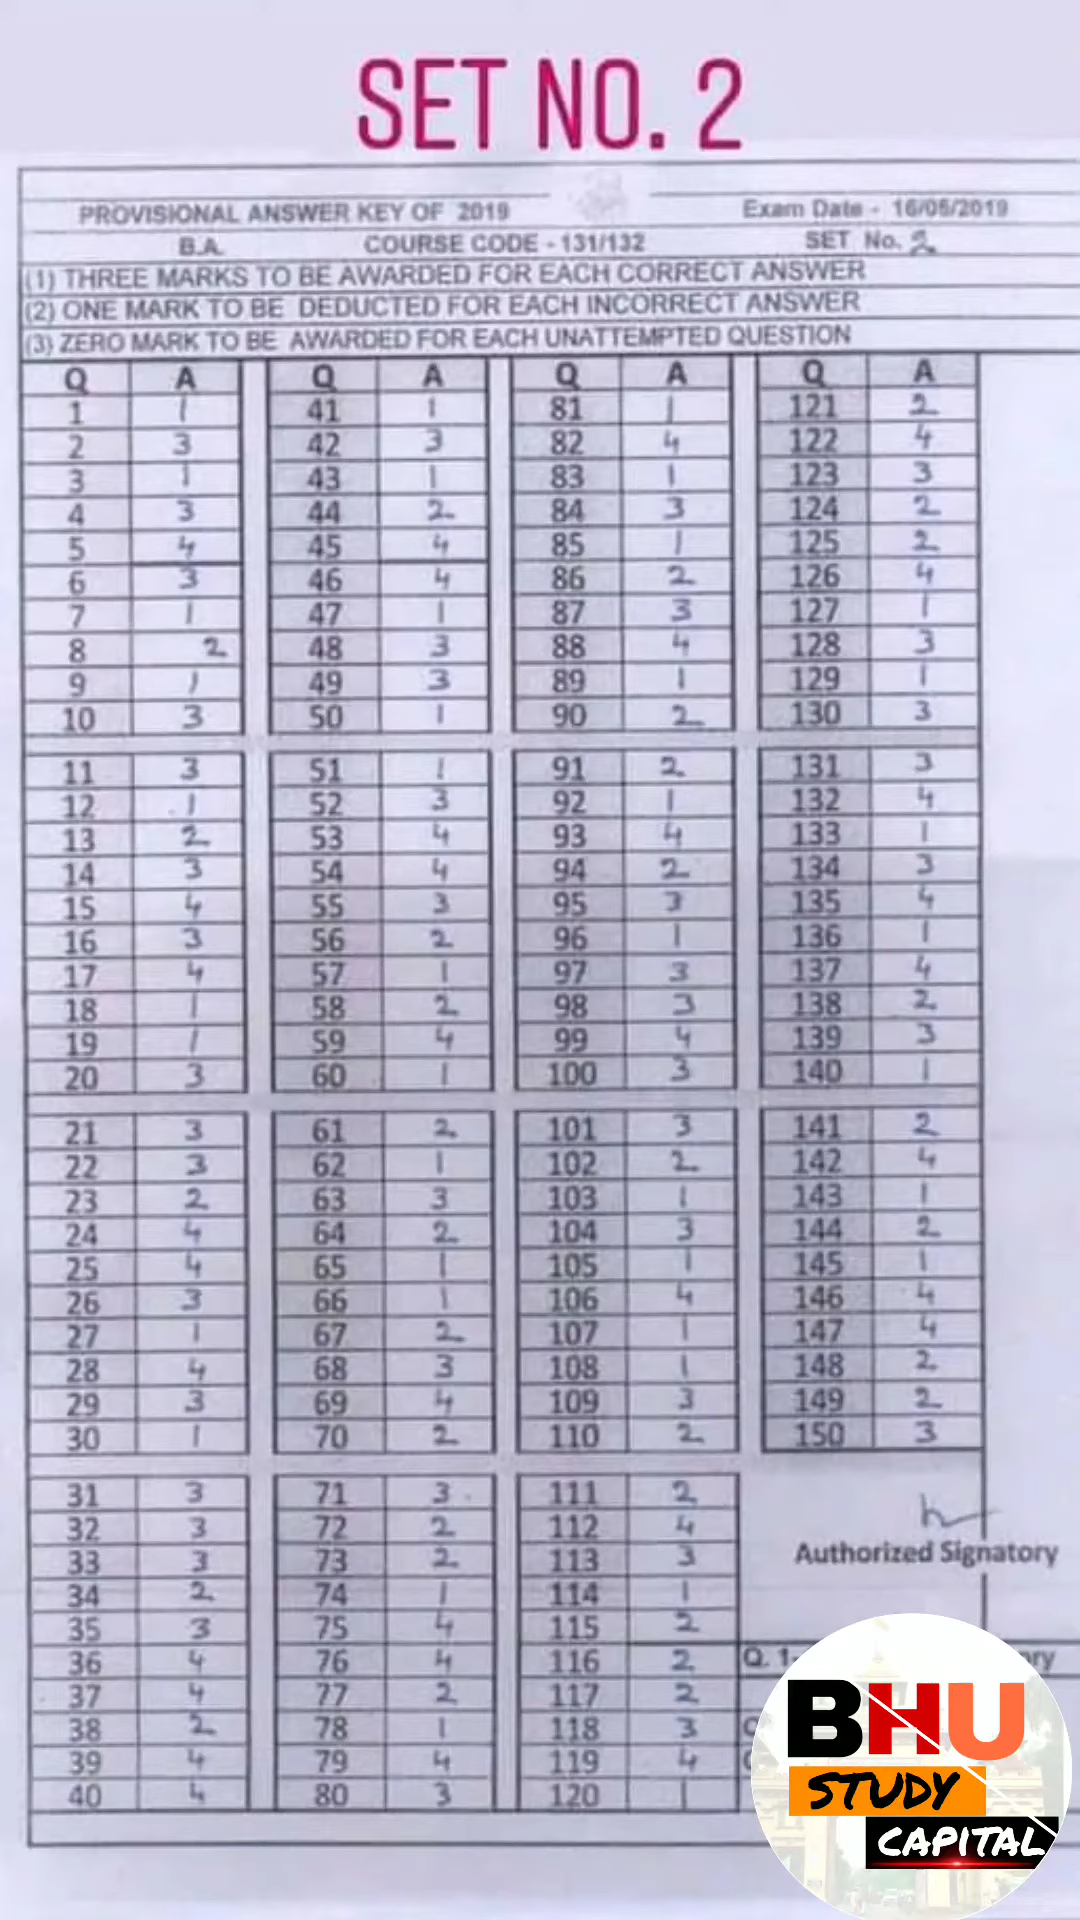 SET NO. 2
PROVISIONAL ANSWER KEY OF 2019 Exam Date - 16/05/2019
B.A. COURSE CODE - 131/132 SET No. 2
(1) THREE MARKS TO BE AWARDED FOR EACH CORRECT ANSWER
(2) ONE MARK TO BE DEDUCTED FOR EACH INCORRECT ANSWER
(3) ZERO MARK TO BE AWARDED FOR EACH UNATTEMPTED QUESTION
Q A Q A Q A Q A
1 1 41 1 81 1 121 2
2 3 42 3 82 4 122 4
3 1 43 1 83 1 123 3
4 3 44 2 84 3 124 2
5 4 45 4 85 1 125 2
6 3 46 4 86 2 126 4
7 1 47 1 87 3 127 1
8 2 48 3 88 4 128 3
9 1 49 3 89 1 129 1
10 3 50 1 90 2 130 3
11 3 51 1 91 2 131 3
12 1 52 3 92 1 132 4
13 2 53 4 93 4 133 1
14 3 54 4 94 2 134 3
15 4 55 3 95 3 135 4
16 3 56 2 96 1 136 1
17 4 57 1 97 3 137 4
18 1 58 2 98 3 138 2
19 1 59 4 99 4 139 3
20 3 60 1 100 3 140 1
21 3 61 2 101 3 141 2
22 3 62 1 102 2 142 4
23 2 63 3 103 1 143 1
24 4 64 2 104 3 144 2
25 4 65 1 105 1 145 1
26 3 66 1 106 4 146 4
27 1 67 2 107 1 147 4
28 4 68 3 108 1 148 2
29 3 69 4 109 3 149 2
30 1 70 2 110 2 150 3
31 3 71 3 111 2
32 3 72 2 112 4
33 3 73 2 113 3 Authorized Signatory
34 2 74 1 114 1
35 3 75 4 115 2
36 4 76 4 116 2 Q. 1-
37 4 77 2 117 2
38 2 78 1 118 3
39 4 79 4 119 4
40 4 80 3 120 1
BHU
STUDY
CAPITAL